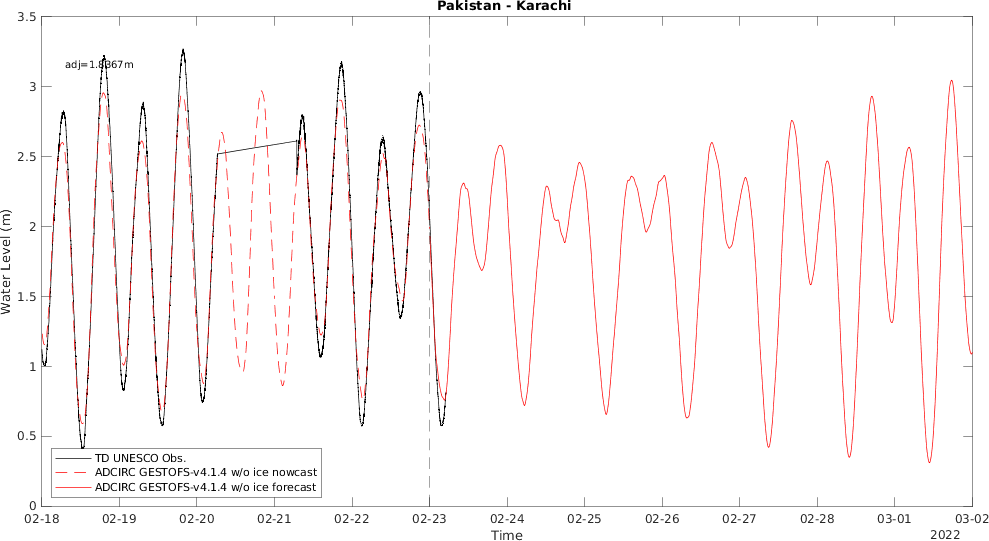 Pakistan - Karachi
3.5
adj=1.8367m
3
2.5
2
1.5
1
0.5
0
Water Level (m)
TD UNESCO Obs.
ADCIRC GESTOFS-v4.1.4 w/o ice nowcast
ADCIRC GESTOFS-v4.1.4 w/o ice forecast
02-18 02-19 02-20 02-21 02-22 02-23 02-24 02-25 02-26 02-27 02-28 03-01 03-02
Time
2022